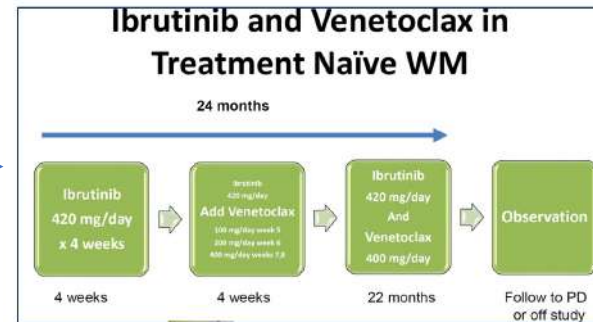 Ibrutinib and Venetoclax in
Treatment Naïve WM
24 months
Ibrutinib
420 mg/day
x 4 weeks
Ibrutinib
420 mg/day
Add Venetoclax
100 mg/day week 5
200 mg/day week 6
400 mg/day weeks 7,8
Ibrutinib
420 mg/day
And
Venetoclax
400 mg/day
Observation
4 weeks
4 weeks
22 months
Follow to PD
or off study